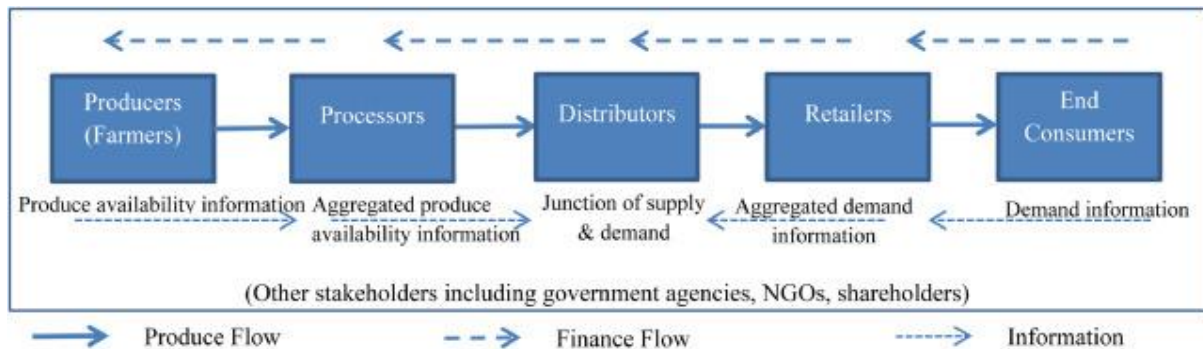 Producers
(Farmers)
Processors
Distributors
Retailers
End
Consumers
Produce availability information
Aggregated produce
availability information
Junction of supply
& demand
Aggregated demand
information
Demand information
(Other stakeholders including government agencies, NGOs, shareholders)
Produce Flow
Finance Flow
Information